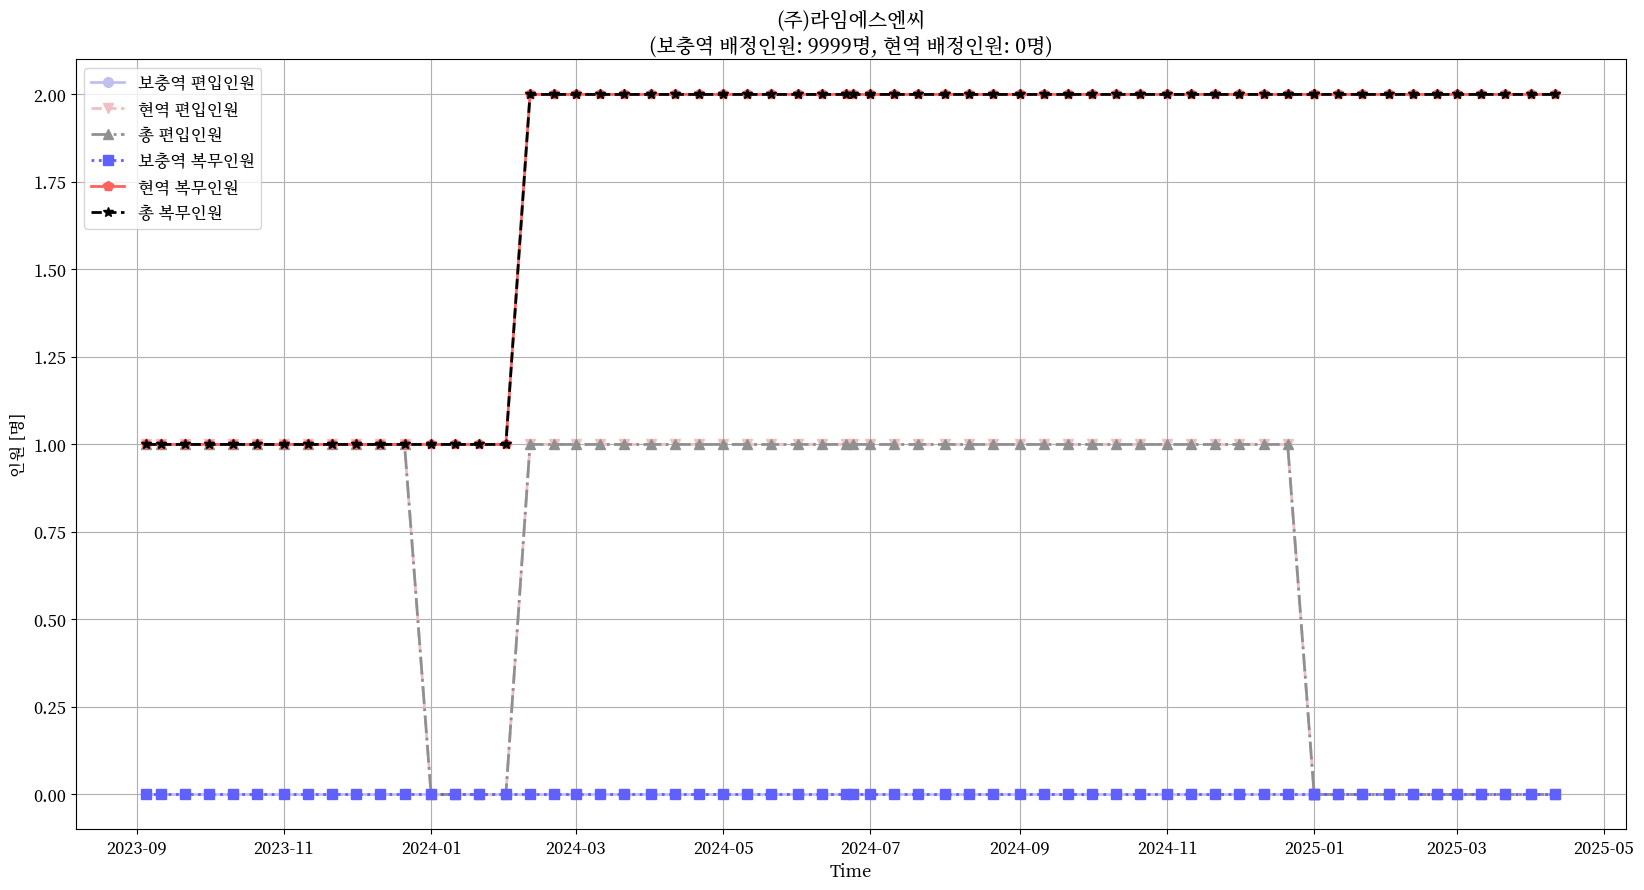 (주)라임에스엔씨
(보충역 배정인원: 9999명, 현역 배정인원: 0명)
보충역 편입인원
현역 편입인원
총 편입인원
보충역 복무인원
현역 복무인원
총 복무인원
2.00
1.75
1.50
1.25
1.00
0.75
0.50
0.25
0.00
인원 [명]
2023-09
2023-11
2024-01
2024-03
2024-05
2024-07
2024-09
2024-11
2025-01
2025-03
2025-05
Time